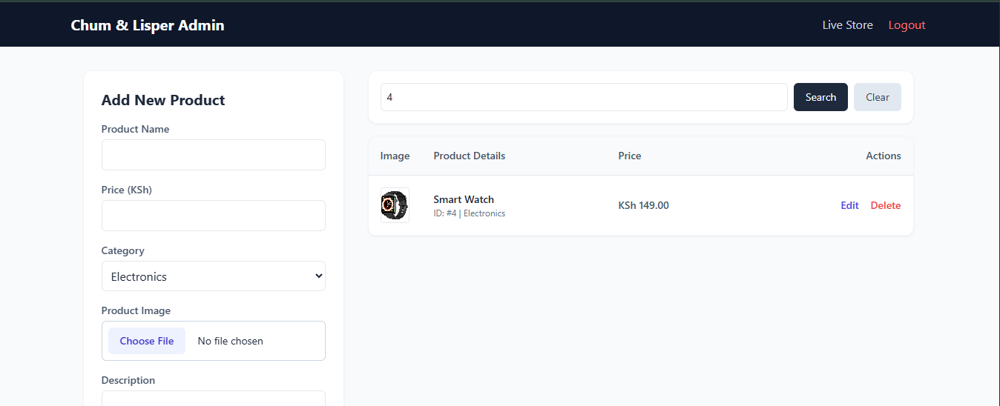 Chum & Lisper Admin
Live Store
Logout
Add New Product
Product Name
Price (KSh)
Category
Electronics
Product Image
Choose File No file chosen
Description
4
Search
Clear
Image Product Details Price Actions
Smart Watch
ID: #4 | Electronics
KSh 149.00
Edit Delete